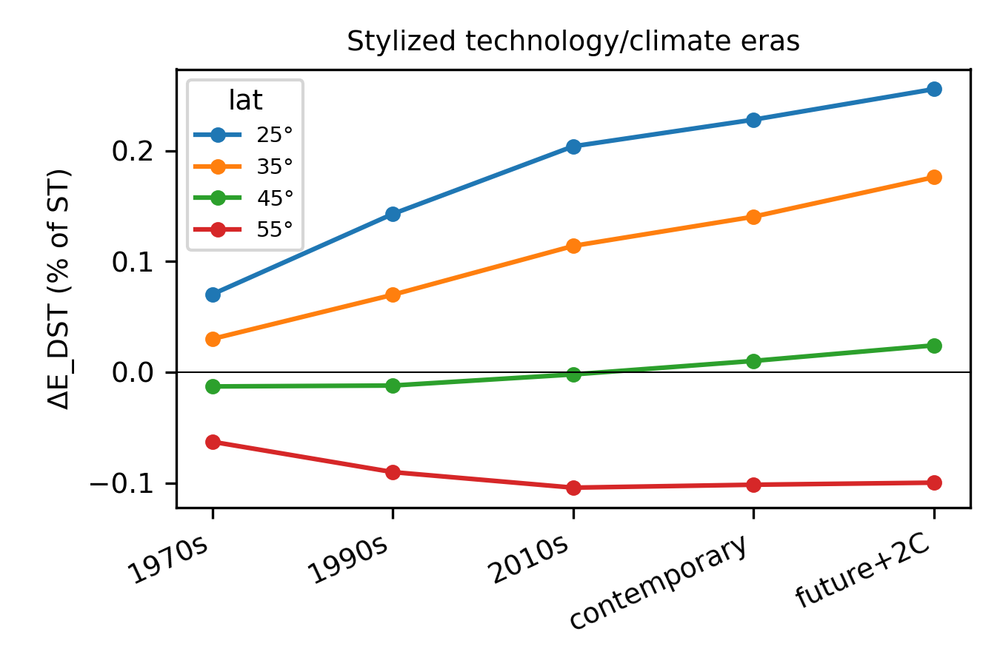 Stylized technology/climate eras
lat
25°
35°
45°
55°
ΔE_DST (% of ST)
0.2
0.1
0.0
−0.1
1970s
1990s
2010s
contemporary
future+2C